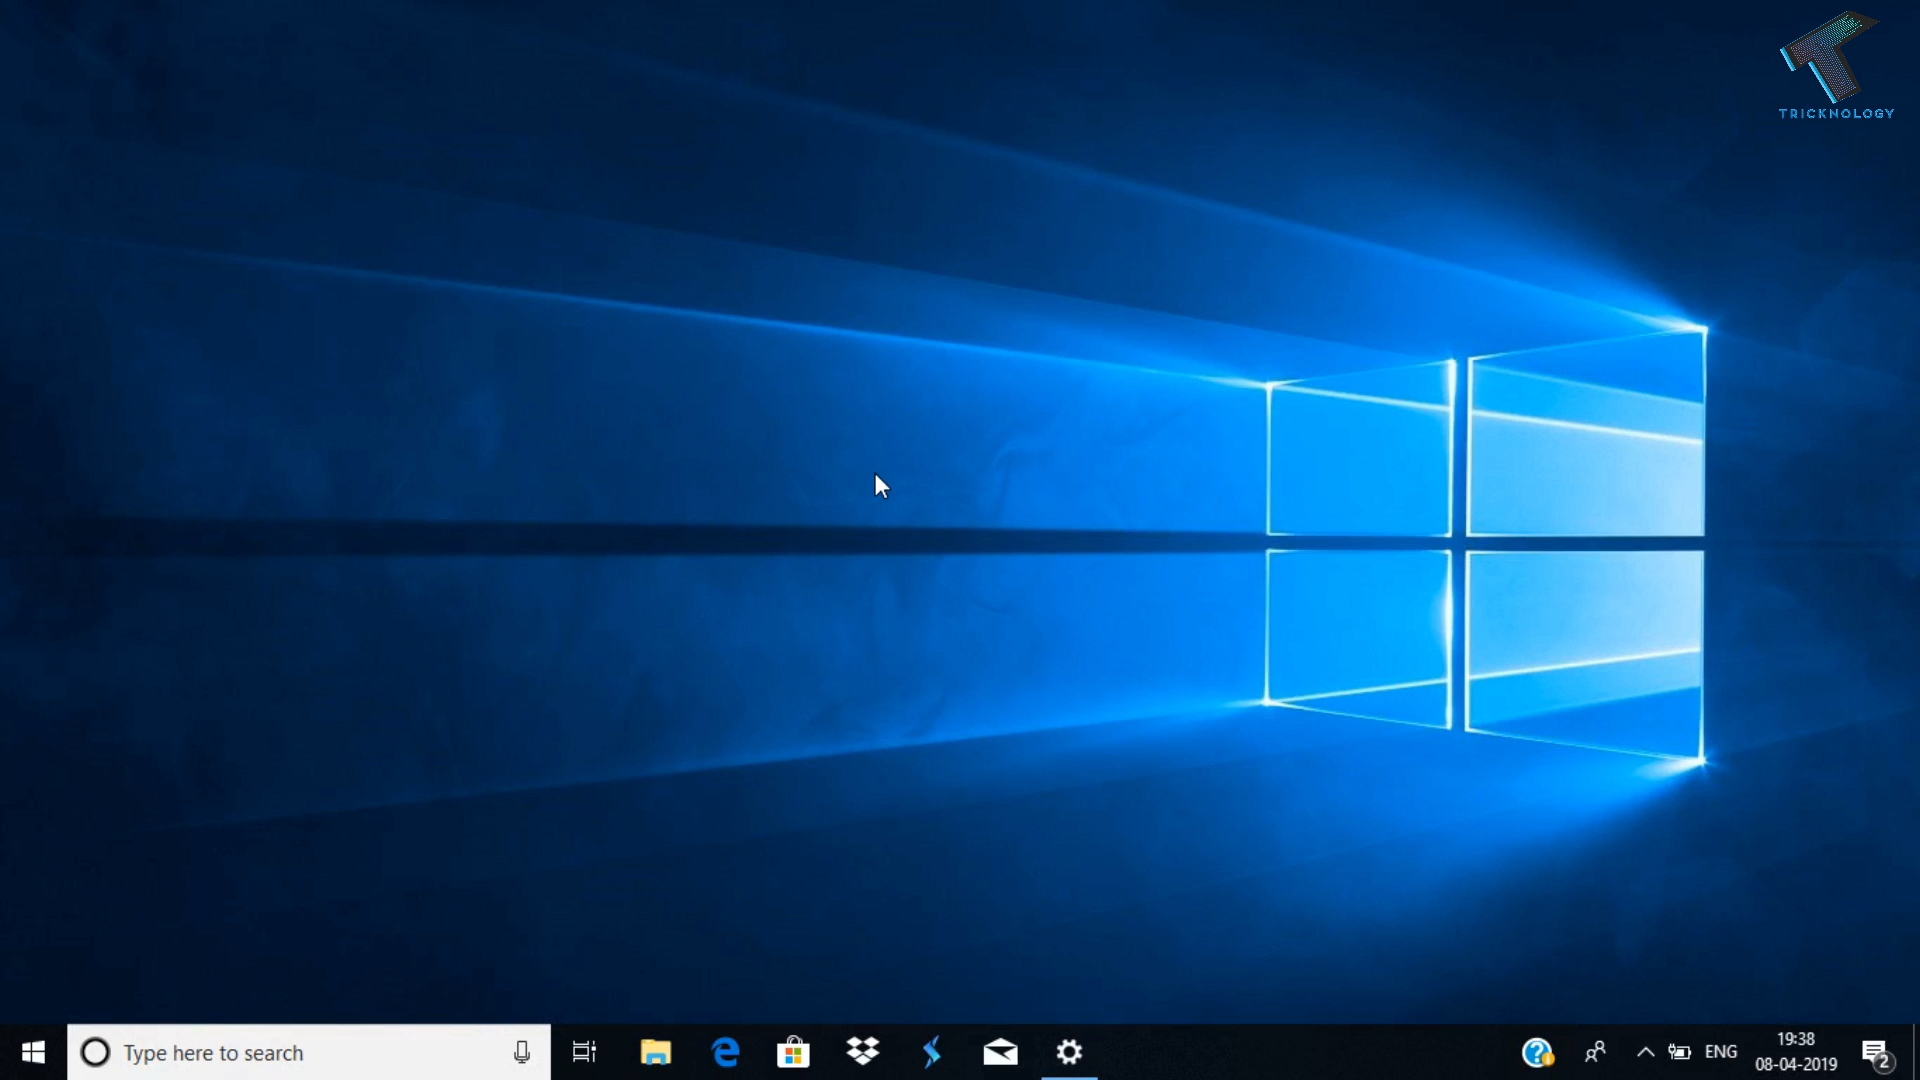 TRICKNOLOGY
Type here to search
ENG
19:38
08-04-2019
2